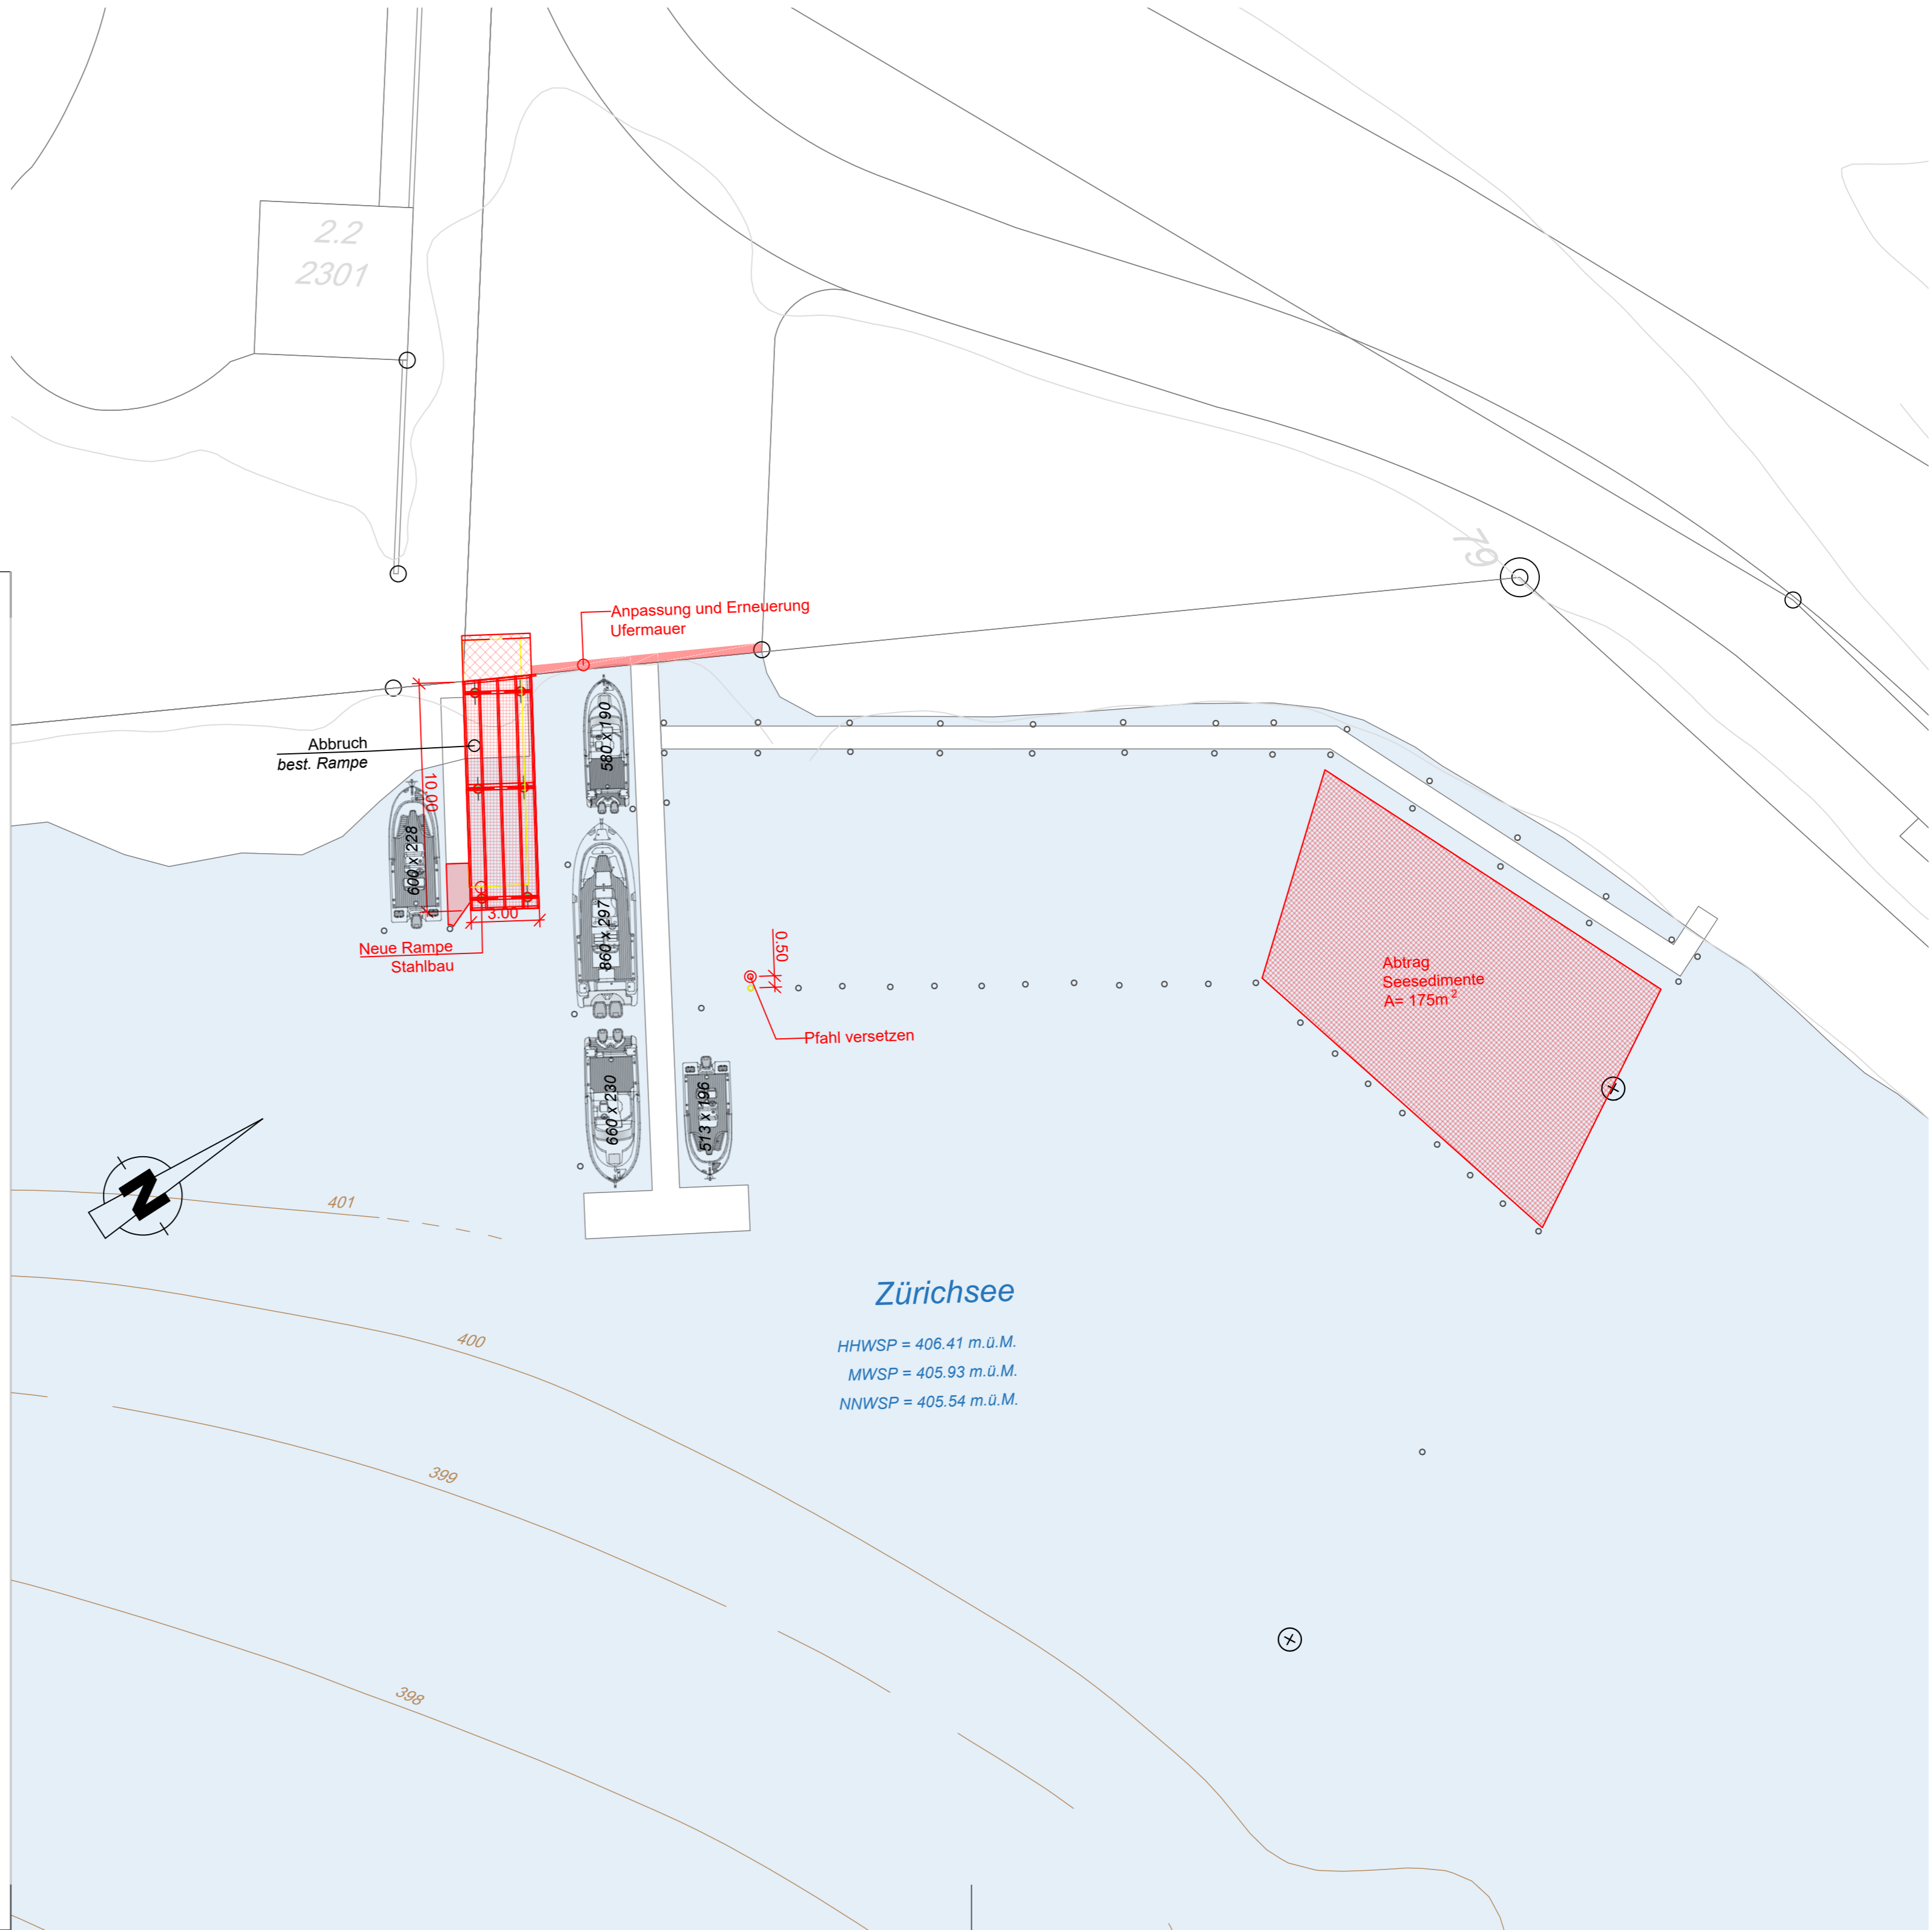 2.2
2301
79
Anpassung und Erneuerung
Ufermauer
Abbruch
best. Rampe
10.00
580 x 190
600 x 228
860 x 297
3.00
Neue Rampe
Stahlbau
0.50
Pfahl versetzen
Abtrag
Seesedimente
A= 175m²
660 x 230
513 x 196
N
401
Zürichsee
HHWSP = 406.41 m.ü.M.
MWSP = 405.93 m.ü.M.
NNWSP = 405.54 m.ü.M.
400
399
398